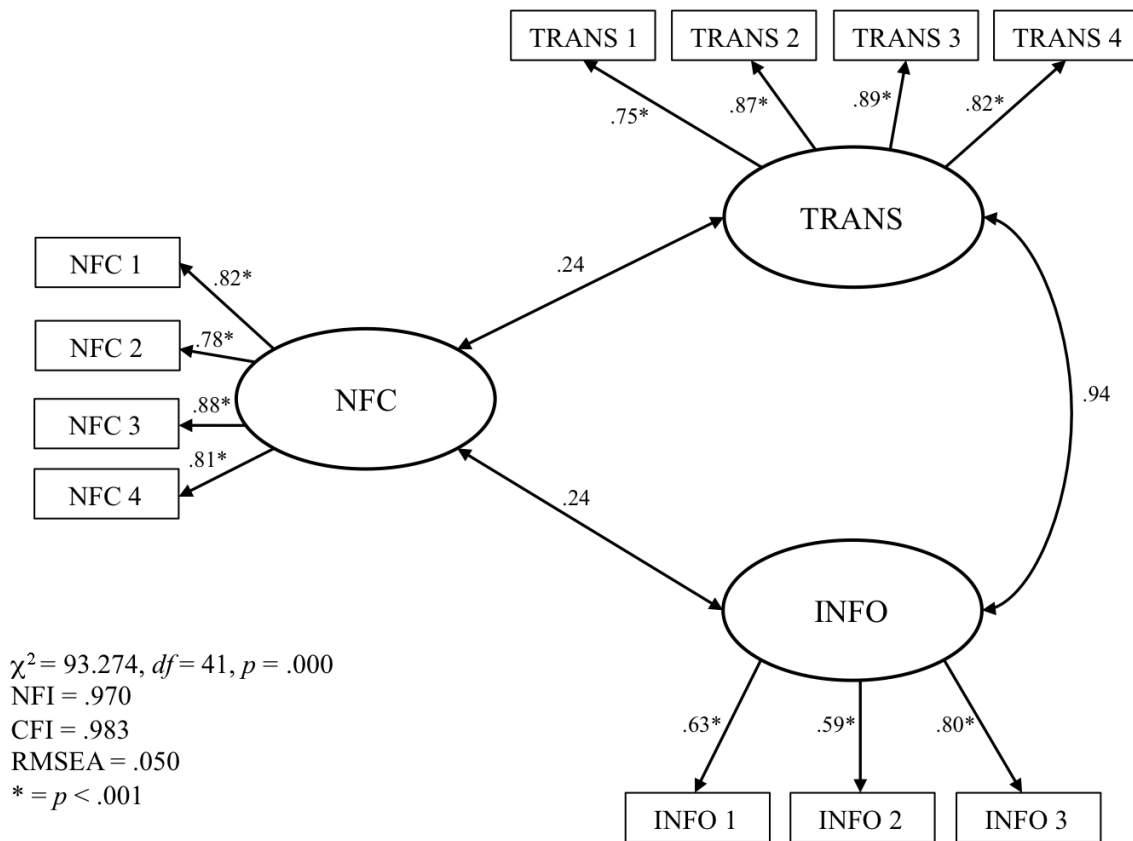 TRANS 1
TRANS 2
TRANS 3
TRANS 4
.75*
.87*
.89*
.82*
TRANS
NFC 1
NFC 2
NFC 3
NFC 4
.82*
.78*
.88*
.81*
NFC
.24
.24
.94
INFO
.63*
.59*
.80*
INFO 1
INFO 2
INFO 3
χ² = 93.274, df = 41, p = .000
NFI = .970
CFI = .983
RMSEA = .050
* = p < .001